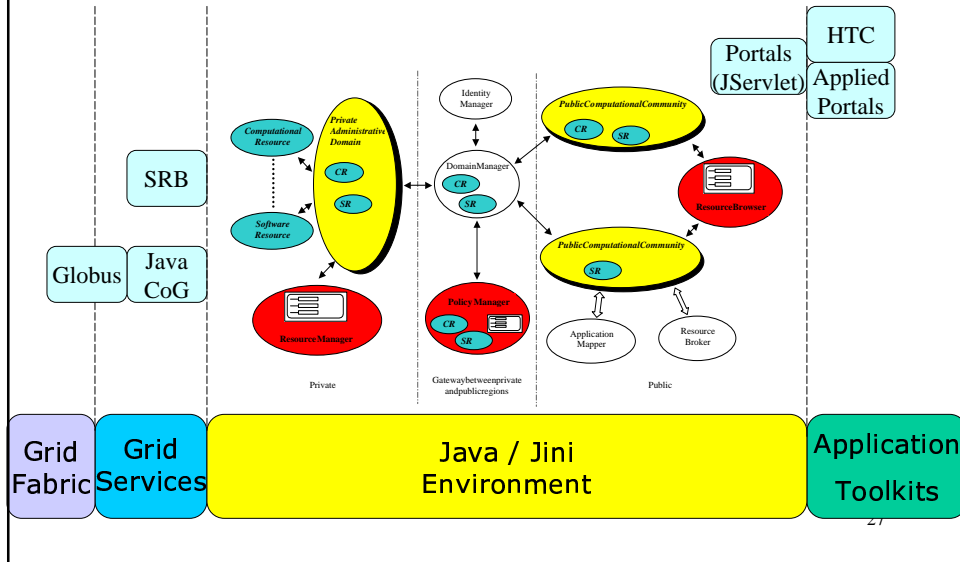 HTC
Portals
(JServlet)
Applied
Portals
SRB
Globus
Java
CoG
Computational
Resource
Software
Resource
Private
Administrative
Domain
CR
SR
ResourceManager
Identity
Manager
DomainManager
CR
SR
PolicyManager
CR
SR
PublicComputationalCommunity
CR
SR
ResourceBrowser
PublicComputationalCommunity
SR
Application
Mapper
Resource
Broker
Private
Gatewaybetweenprivate
andpublicregions
Public
Grid
Fabric
Grid
Services
Java / Jini
Environment
Application
Toolkits
27